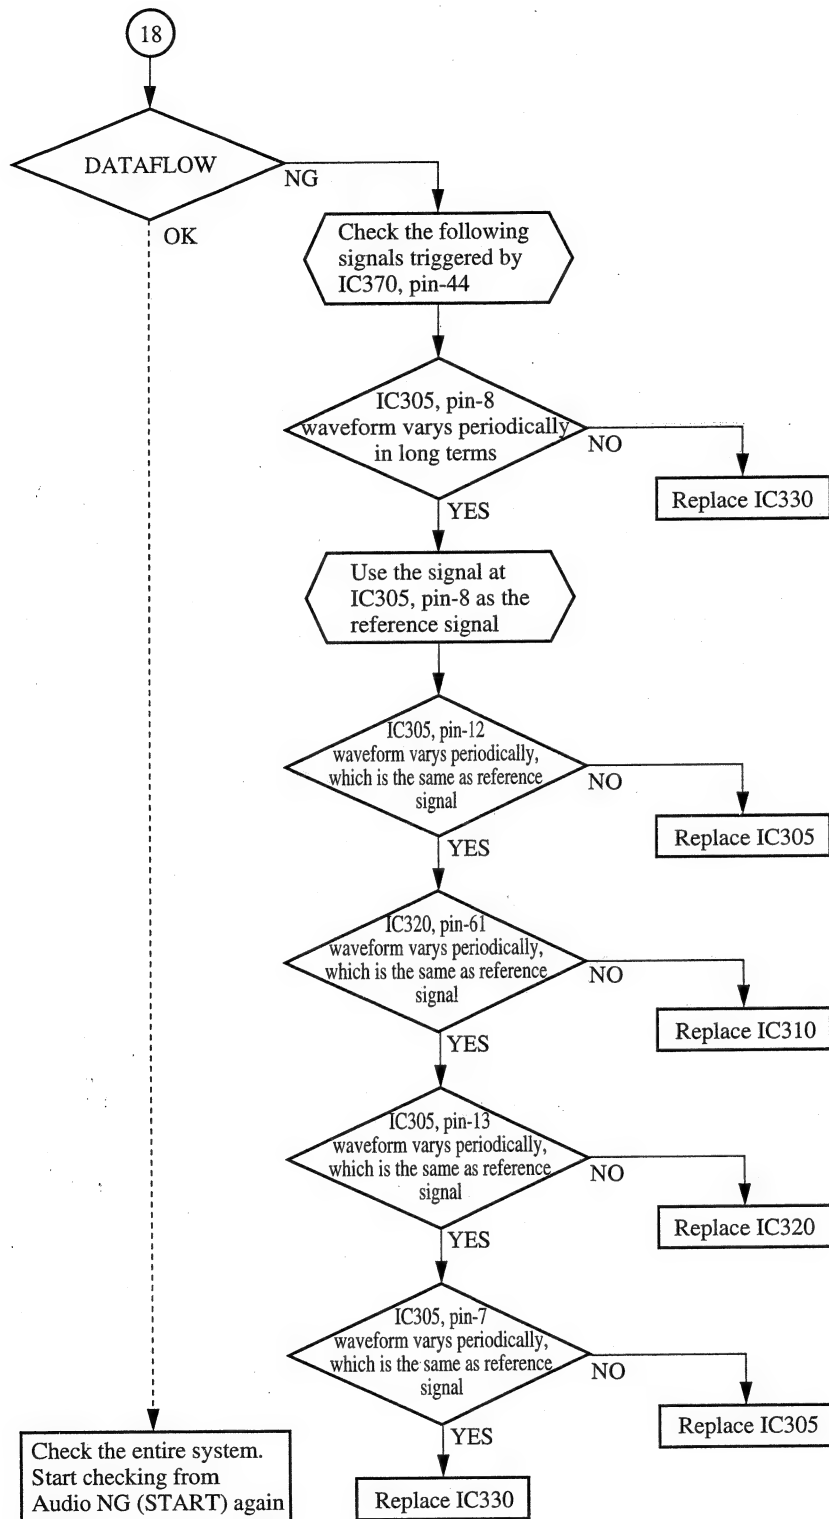 18
DATAFLOW
NG
OK
Check the following
signals triggered by
IC370, pin-44
IC305, pin-8
waveform varys periodically
in long terms
NO
Replace IC330
YES
Use the signal at
IC305, pin-8 as the
reference signal
IC305, pin-12
waveform varys periodically,
which is the same as reference
signal
NO
Replace IC305
YES
IC320, pin-61
waveform varys periodically,
which is the same as reference
signal
NO
Replace IC310
YES
IC305, pin-13
waveform varys periodically,
which is the same as reference
signal
NO
Replace IC320
YES
IC305, pin-7
waveform varys periodically,
which is the same as reference
signal
NO
Replace IC305
YES
Replace IC330
Check the entire system.
Start checking from
Audio NG (START) again